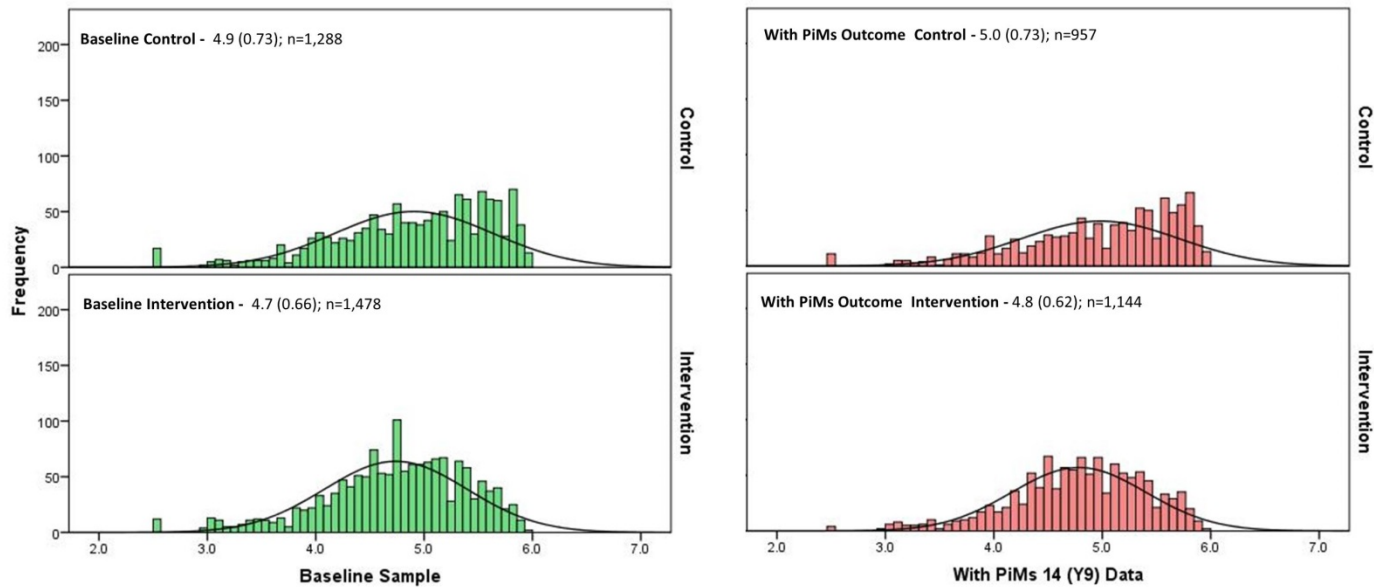 Baseline Control - 4.9 (0.73); n=1,288
With PiMs Outcome Control - 5.0 (0.73); n=957
200
150
100
50
0
Control
Control
Frequency
Baseline Intervention - 4.7 (0.66); n=1,478
With PiMs Outcome Intervention - 4.8 (0.62); n=1,144
200
150
100
50
0
Intervention
Intervention
2.0 3.0 4.0 5.0 6.0 7.0
2.0 3.0 4.0 5.0 6.0 7.0
Baseline Sample
With PiMs 14 (Y9) Data